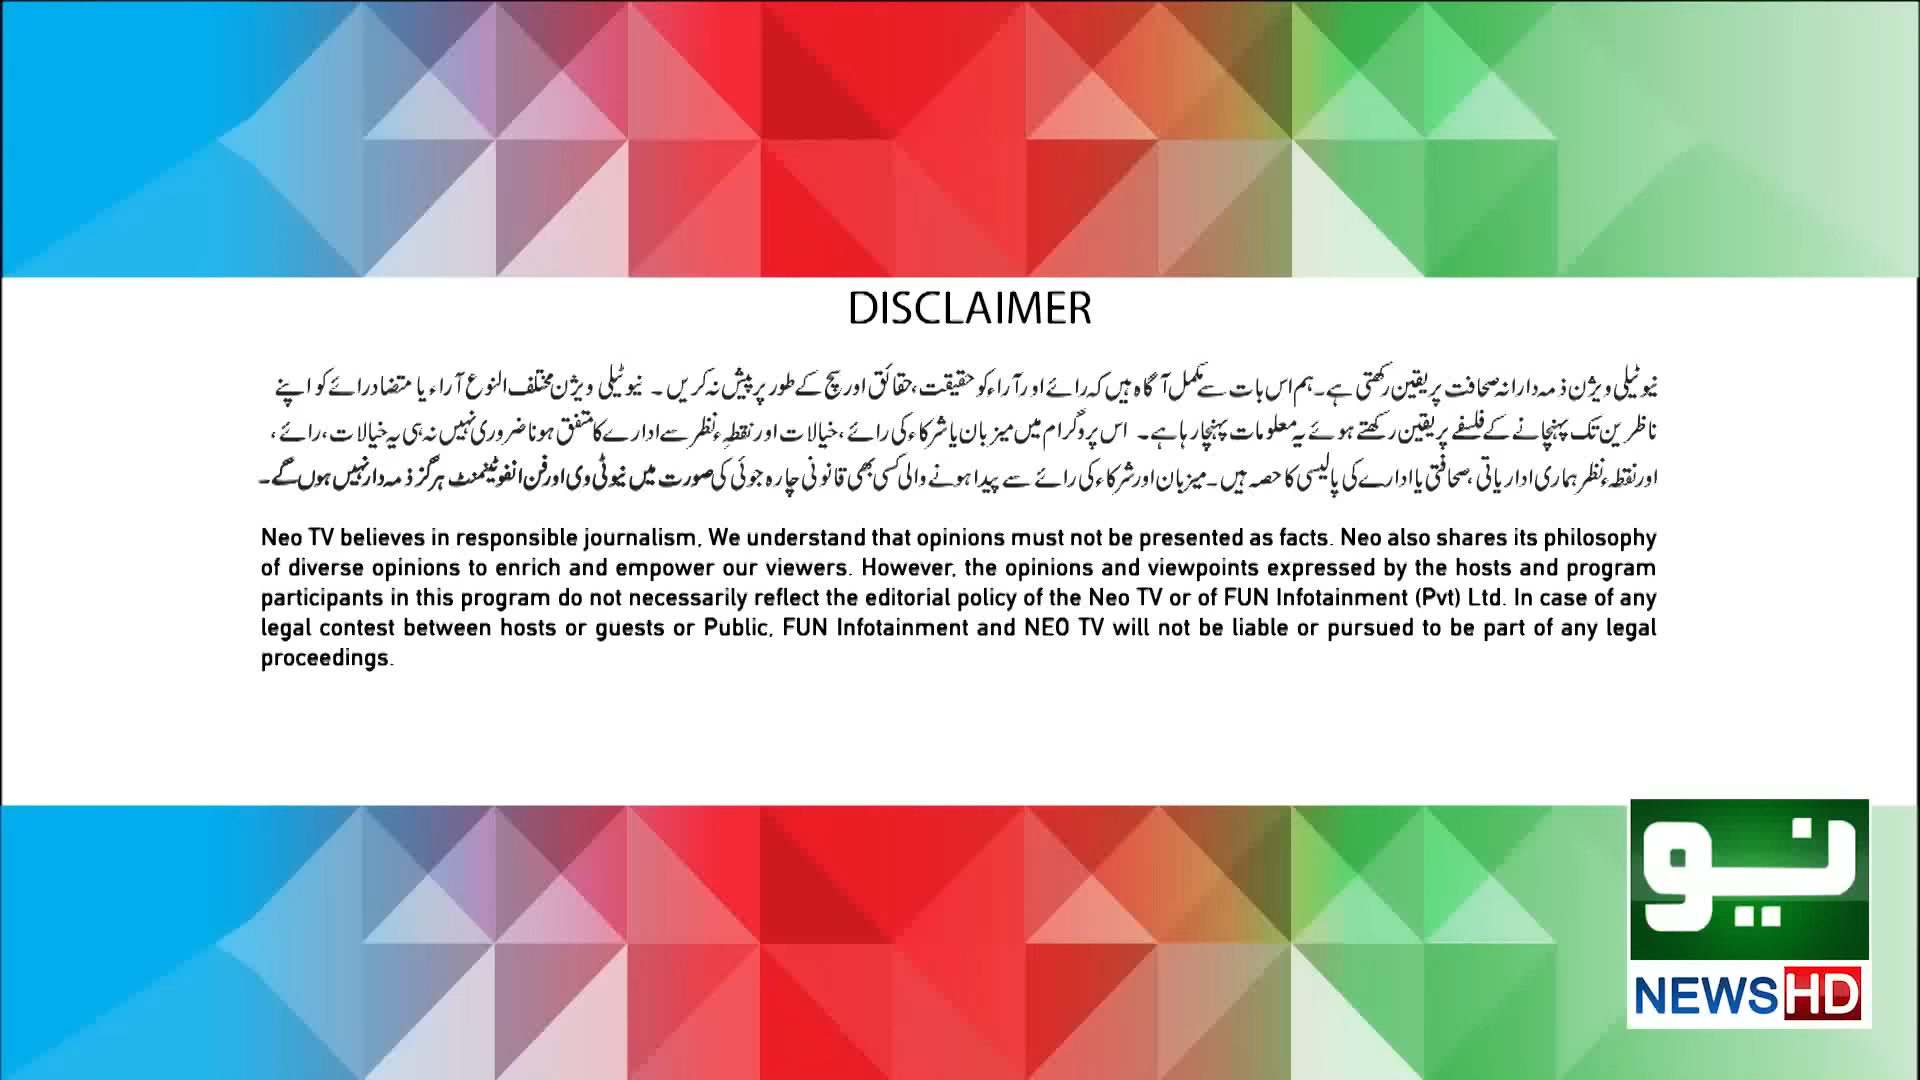 DISCLAIMER
نیو ٹیلی ویژن ذمہ دارانہ صحافت پر یقین رکھتی ہے۔ ہم اس بات سے مکمل آگاہ ہیں کہ رائے اور آراء کو حقیقت، حقائق اور سچ کے طور پر پیش نہ کریں ۔ نیو ٹیلی ویژن مختلف النوع آراء یا متضاد رائے کو اپنے
ناظرین تک پہنچانے کے فلسفے پر یقین رکھتے ہوئے یہ معلومات پہنچا رہا ہے۔ اس پروگرام میں میزبان یا شرکاء کی رائے ، خیالات اور نقطہء نظر سے ادارے کا متفق ہونا ضروری نہیں نہ ہی یہ خیالات ، رائے ،
اور نقطہء نظر ہماری ادارياتی ، صحافتی یا ادارے کی پالیسی کا حصہ ہیں۔ میزبان اور شرکاء کی رائے سے پیدا ہونے والی کسی بھی قانونی چارہ جوئی کی صورت میں نیو ٹی وی اور فن انفوٹینمنٹ ہرگز ذمہ دار نہیں ہوں گے۔
Neo TV believes in responsible journalism, We understand that opinions must not be presented as facts. Neo also shares its philosophy
of diverse opinions to enrich and empower our viewers. However, the opinions and viewpoints expressed by the hosts and program
participants in this program do not necessarily reflect the editorial policy of the Neo TV or of FUN Infotainment (Pvt) Ltd. In case of any
legal contest between hosts or guests or Public, FUN Infotainment and NEO TV will not be liable or pursued to be part of any legal
proceedings.
نیو
NEWS HD